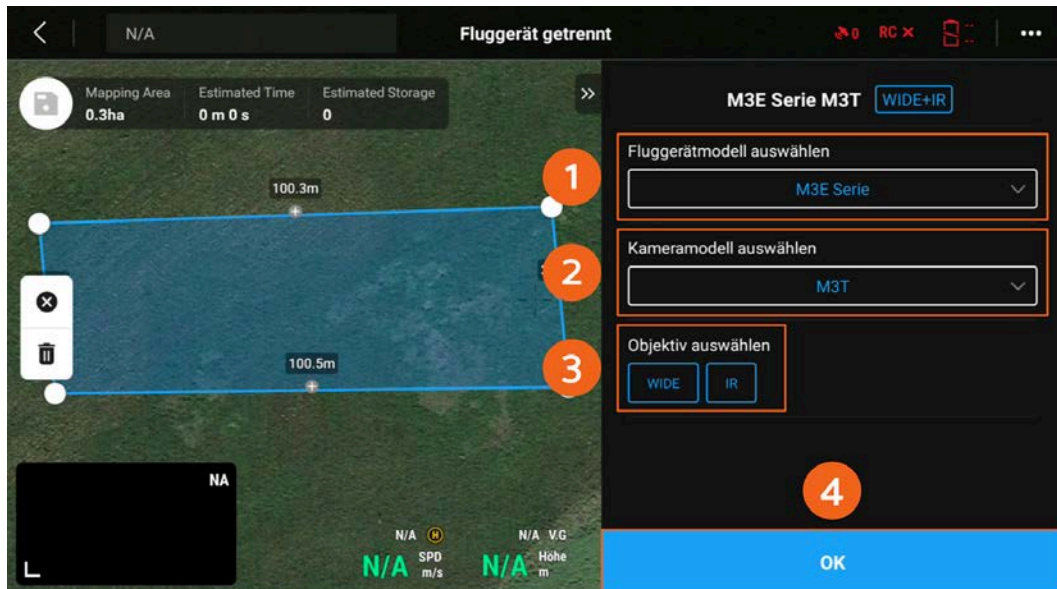 N/A
Fluggerät getrennt
0 RC
Mapping Area Estimated Time Estimated Storage
0.3ha 0 m 0 s 0
M3E Serie M3T WIDE+IR
1
Fluggerätmodell auswählen
M3E Serie
100.3m
2
Kameramodell auswählen
M3T
3
Objektiv auswählen
WIDE IR
100.5m
NA
N/A H N/A V.G
N/A SPD m/s N/A Höhe m
4
OK